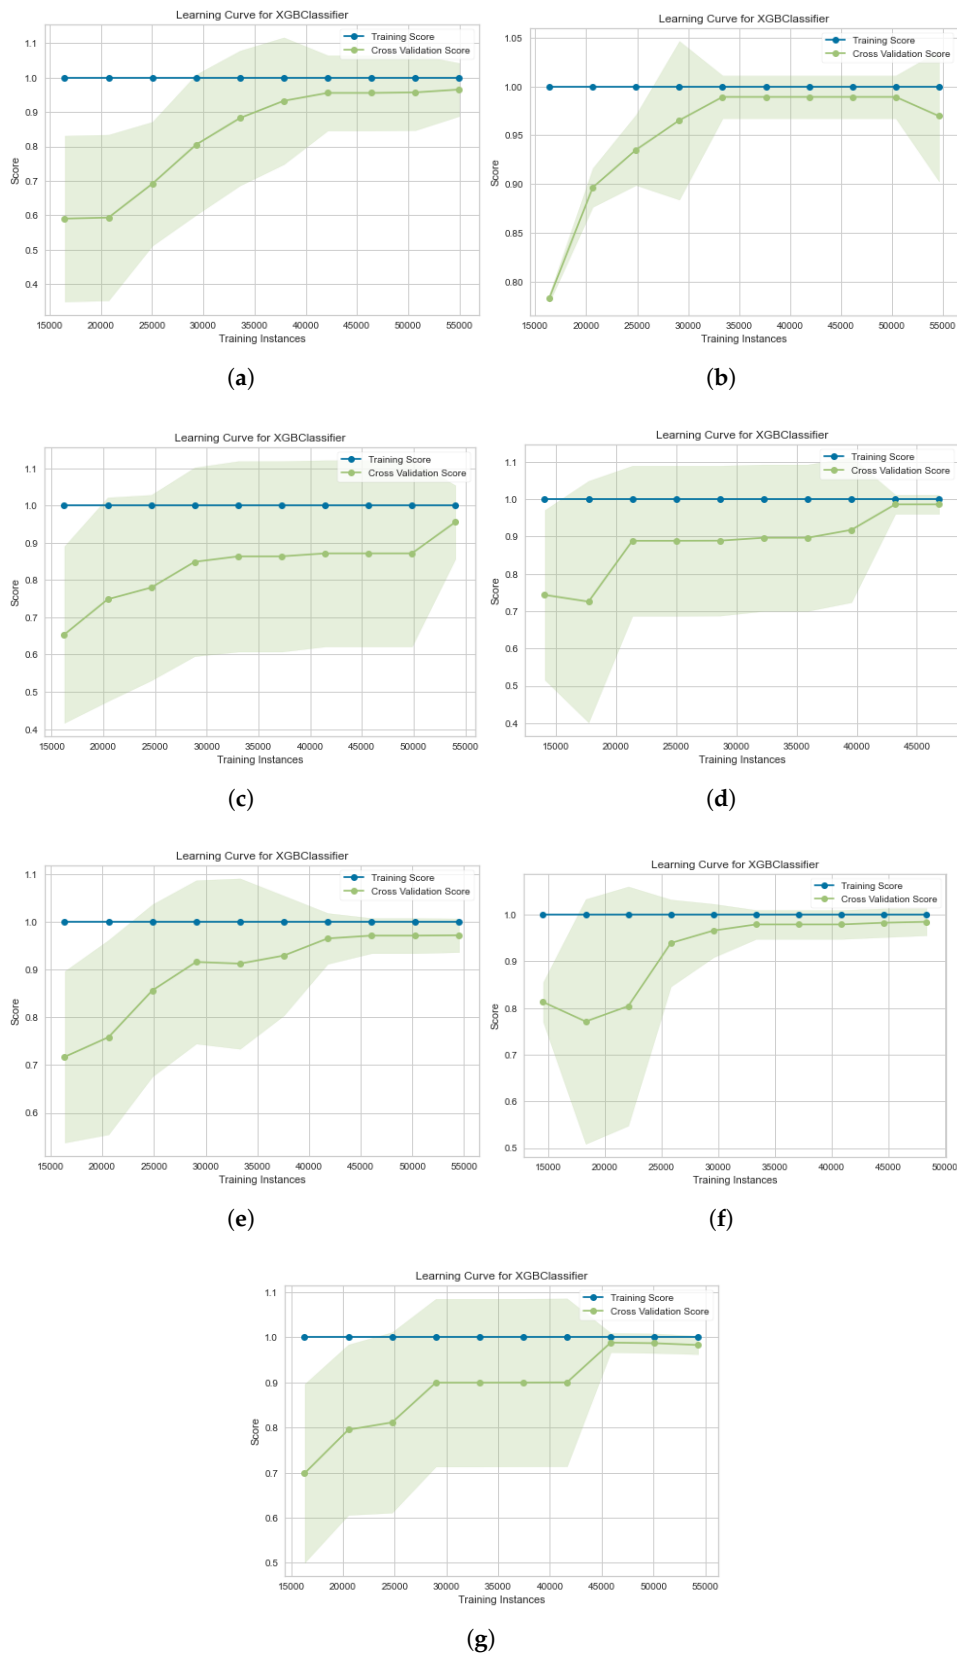 Learning Curve for XGBClassifier
Training Score
Cross Validation Score
1.1
1.0
0.9
0.8
0.7
0.6
0.5
0.4
Score
15000 20000 25000 30000 35000 40000 45000 50000 55000
Training Instances
(a)
Learning Curve for XGBClassifier
Training Score
Cross Validation Score
1.05
1.00
0.95
0.90
0.85
0.80
Score
15000 20000 25000 30000 35000 40000 45000 50000 55000
Training Instances
(b)
Learning Curve for XGBClassifier
Training Score
Cross Validation Score
1.1
1.0
0.9
0.8
0.7
0.6
0.5
0.4
Score
15000 20000 25000 30000 35000 40000 45000 50000 55000
Training Instances
(c)
Learning Curve for XGBClassifier
Training Score
Cross Validation Score
1.1
1.0
0.9
0.8
0.7
0.6
0.5
0.4
Score
15000 20000 25000 30000 35000 40000 45000
Training Instances
(d)
Learning Curve for XGBClassifier
Training Score
Cross Validation Score
1.1
1.0
0.9
0.8
0.7
0.6
Score
15000 20000 25000 30000 35000 40000 45000 50000 55000
Training Instances
(e)
Learning Curve for XGBClassifier
Training Score
Cross Validation Score
1.0
0.9
0.8
0.7
0.6
0.5
Score
15000 20000 25000 30000 35000 40000 45000 50000
Training Instances
(f)
Learning Curve for XGBClassifier
Training Score
Cross Validation Score
1.1
1.0
0.9
0.8
0.7
0.6
0.5
Score
15000 20000 25000 30000 35000 40000 45000 50000 55000
Training Instances
(g)